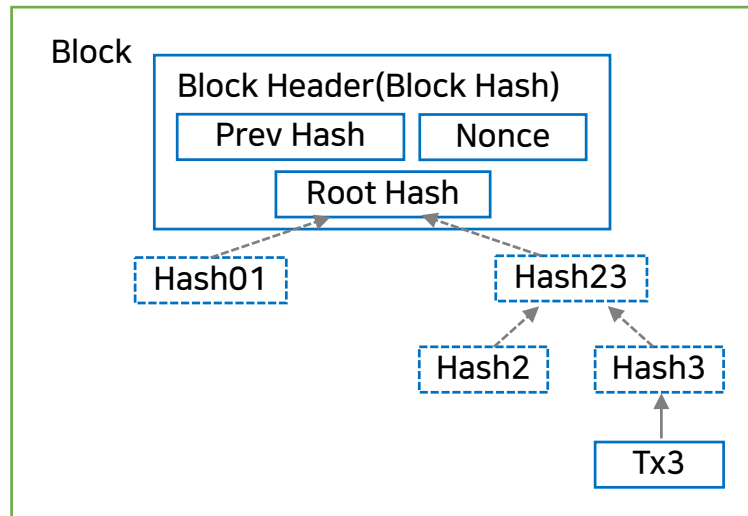 Block
Block Header(Block Hash)
Prev Hash
Nonce
Root Hash
Hash01
Hash23
Hash2
Hash3
Tx3